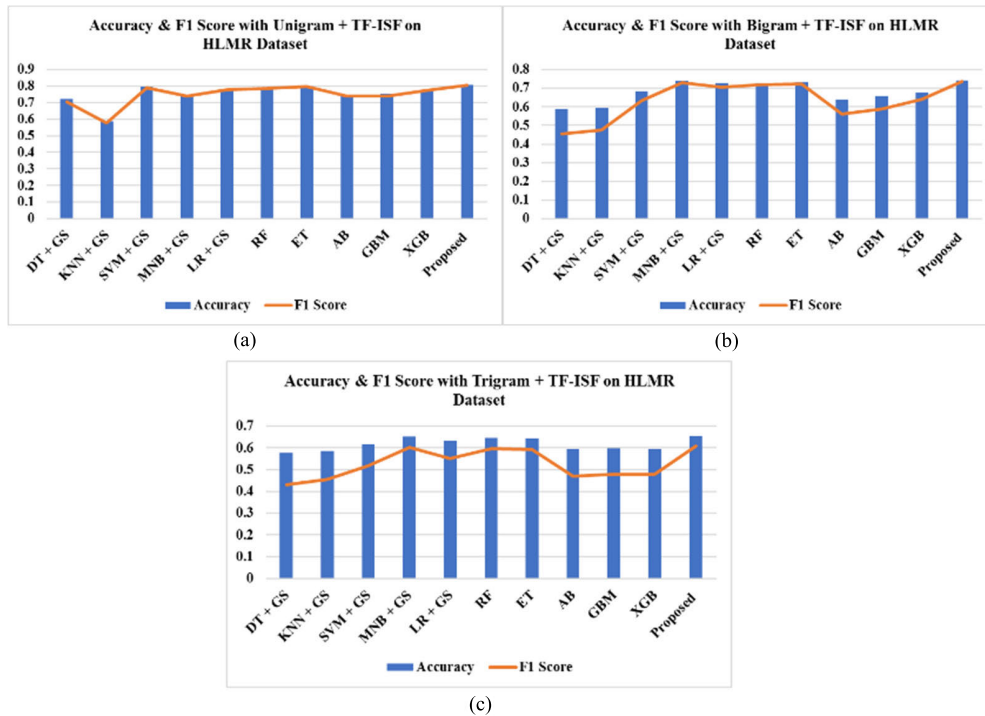 Accuracy & F1 Score with Unigram + TF-ISF on
HLMR Dataset
0.9
0.8
0.7
0.6
0.5
0.4
0.3
0.2
0.1
0
DT + GS
KNN + GS
SVM + GS
MNB + GS
LR + GS
RF
ET
AB
GBM
XGB
Proposed
Accuracy
F1 Score
(a)
Accuracy & F1 Score with Bigram + TF-ISF on HLMR
Dataset
0.8
0.7
0.6
0.5
0.4
0.3
0.2
0.1
0
DT + GS
KNN + GS
SVM + GS
MNB + GS
LR + GS
RF
ET
AB
GBM
XGB
Proposed
Accuracy
F1 Score
(b)
Accuracy & F1 Score with Trigram + TF-ISF on HLMR
Dataset
0.7
0.6
0.5
0.4
0.3
0.2
0.1
0
DT + GS
KNN + GS
SVM + GS
MNB + GS
LR + GS
RF
ET
AB
GBM
XGB
Proposed
Accuracy
F1 Score
(c)